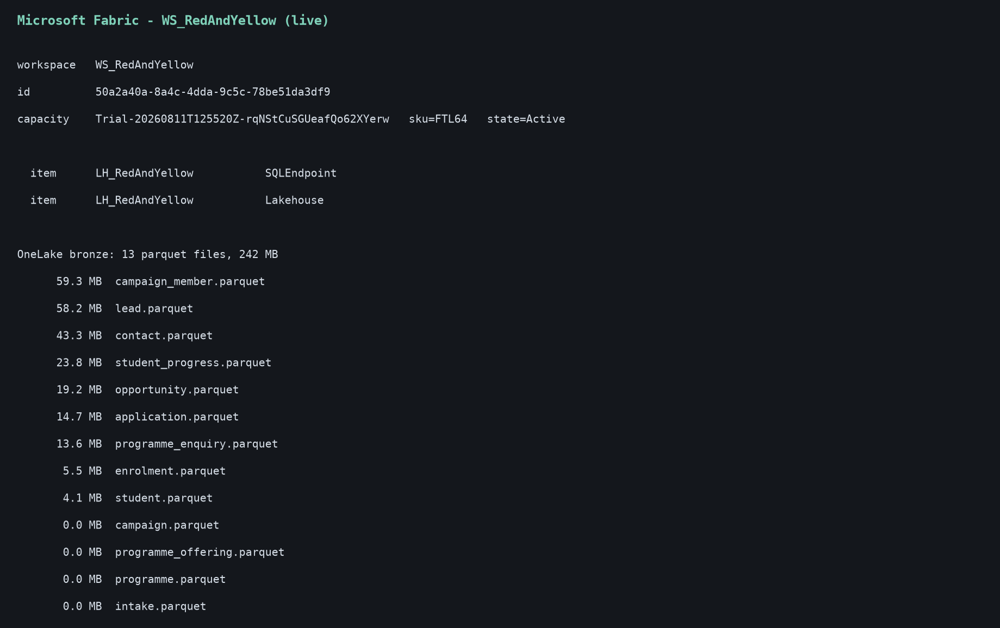 Microsoft Fabric - WS_RedAndYellow (live)
workspace   WS_RedAndYellow
id          50a2a40a-8a4c-4dda-9c5c-78be51da3df9
capacity    Trial-20260811T125520Z-rqNStCuSGUeafQo62XYerw   sku=FTL64   state=Active
  item      LH_RedAndYellow           SQLEndpoint
  item      LH_RedAndYellow           Lakehouse
OneLake bronze: 13 parquet files, 242 MB
      59.3 MB  campaign_member.parquet
      58.2 MB  lead.parquet
      43.3 MB  contact.parquet
      23.8 MB  student_progress.parquet
      19.2 MB  opportunity.parquet
      14.7 MB  application.parquet
      13.6 MB  programme_enquiry.parquet
       5.5 MB  enrolment.parquet
       4.1 MB  student.parquet
       0.0 MB  campaign.parquet
       0.0 MB  programme_offering.parquet
       0.0 MB  programme.parquet
       0.0 MB  intake.parquet